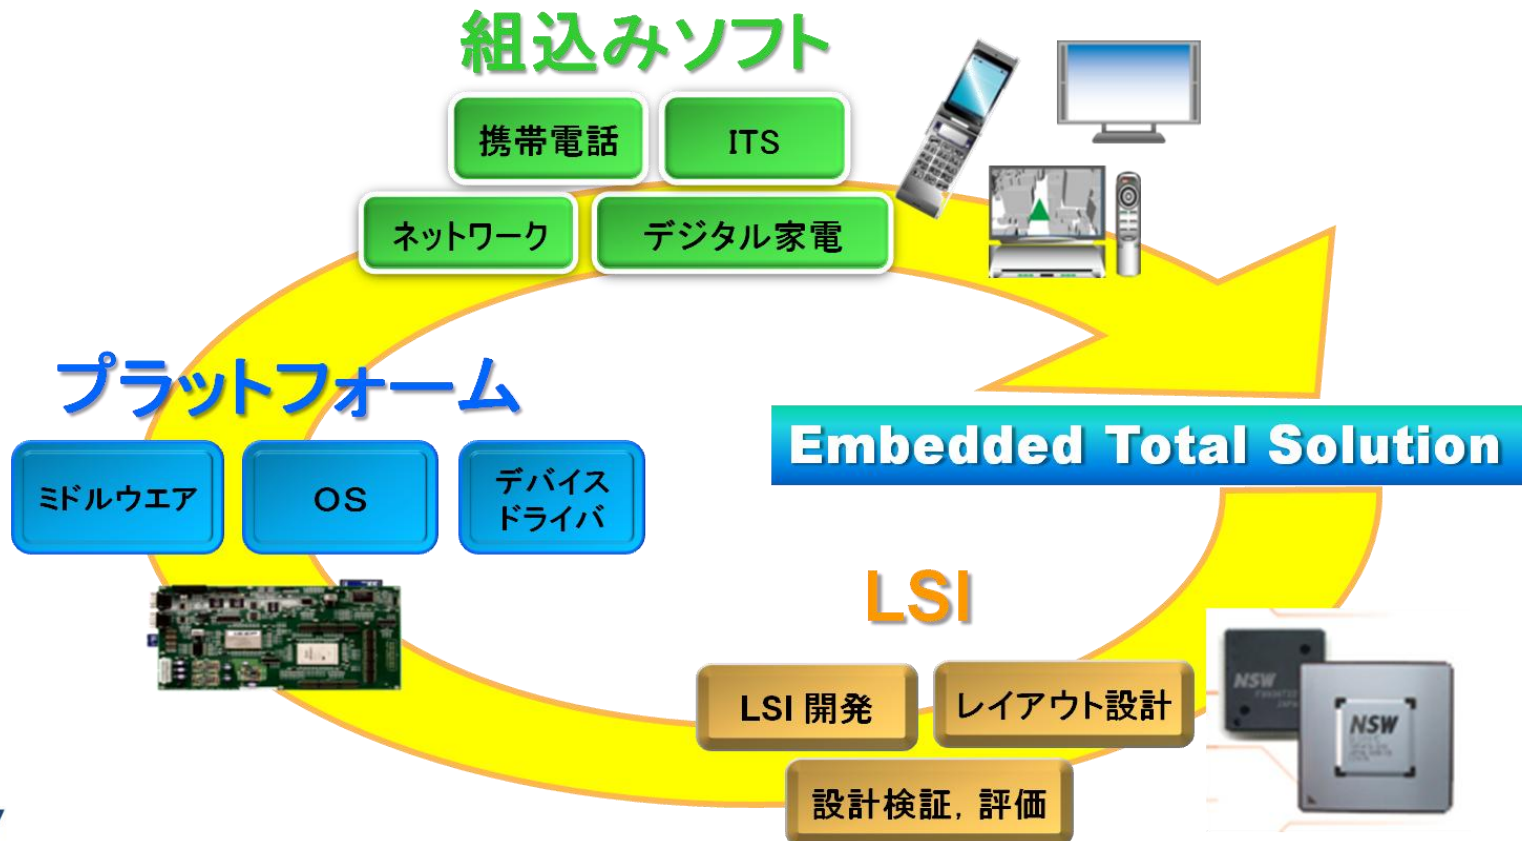 組込みソフト
携帯電話
ITS
ネットワーク
デジタル家電
プラットフォーム
ミドルウエア
OS
デバイス
ドライバ
Embedded Total Solution
LSI
LSI 開発
レイアウト設計
設計検証, 評価
NSW
NSW